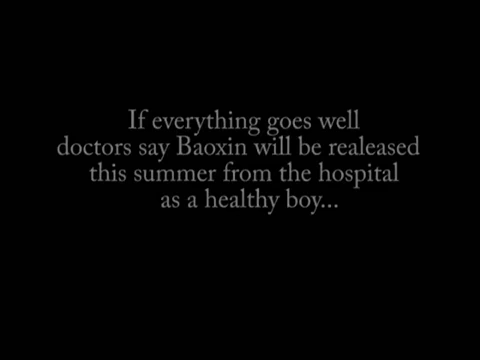 If everything goes well
doctors say Baoxin will be realeased
this summer from the hospital
as a healthy boy...